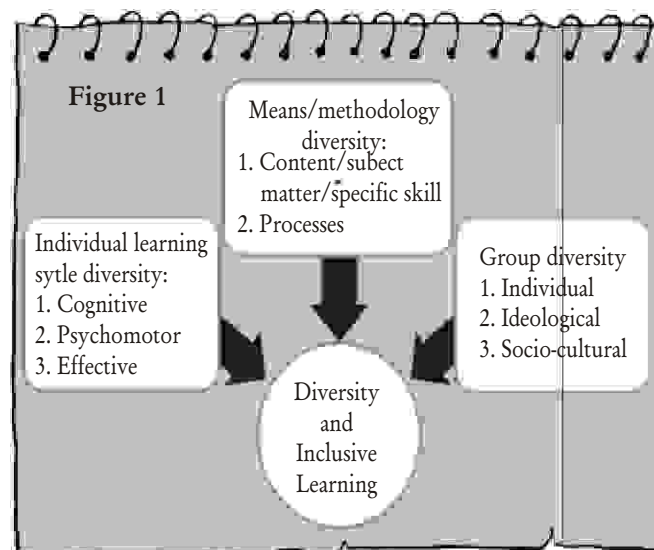 Figure 1
Means/methodology
diversity:
1. Content/subect
matter/specific skill
2. Processes
Individual learning
sytle diversity:
1. Cognitive
2. Psychomotor
3. Effective
Group diversity
1. Individual
2. Ideological
3. Socio-cultural
Diversity
and
Inclusive
Learning